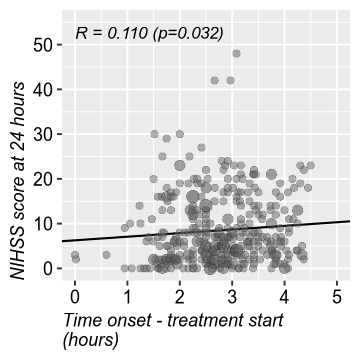 R = 0.110 (p=0.032)
NIHSS score at 24 hours
50
40
30
20
10
0
0 1 2 3 4 5
Time onset - treatment start
(hours)